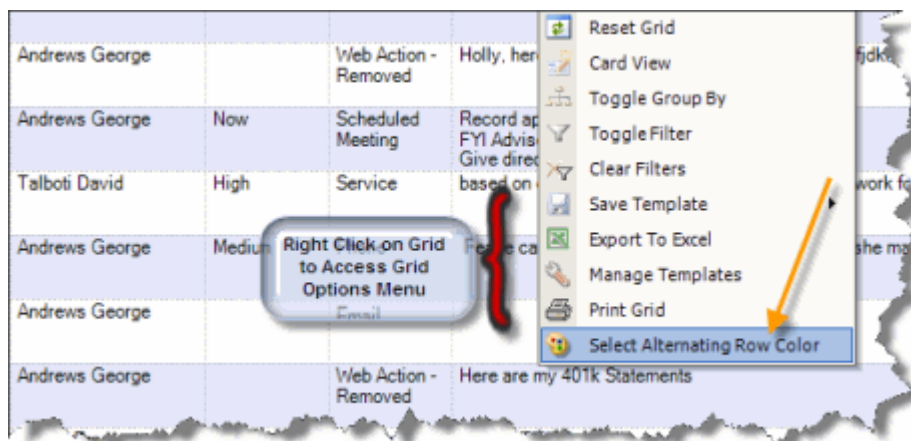 Reset Grid
Andrews George Web Action - Removed Holly, her fjdks
Card View
Toggle Group By
Andrews George Now Scheduled Meeting Record ap
FYI Advis
Give direc
Toggle Filter
Clear Filters
Talboti David High Service based on work fo
Save Template
Export To Excel
Andrews George Medium ca she ma
Right Click on Grid
to Access Grid
Options Menu
Manage Templates
Print Grid
Andrews George Email
Select Alternating Row Color
Andrews George Web Action - Removed Here are my 401k Statements